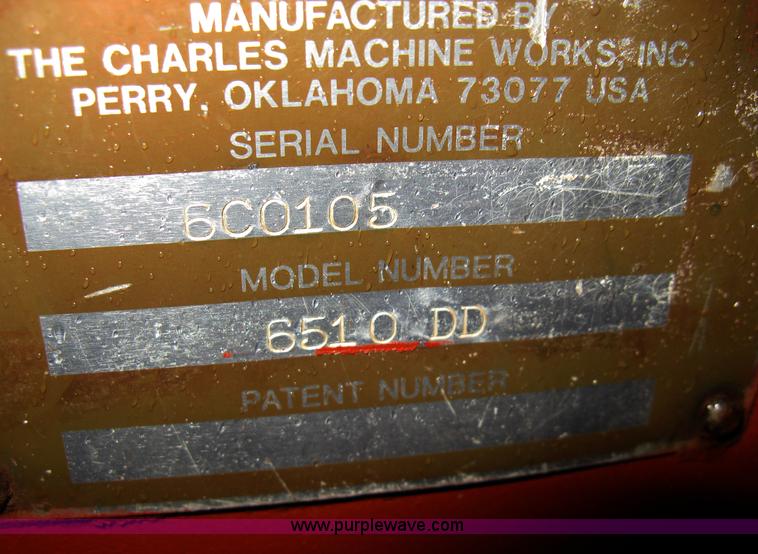 MANUFACTURED BY
THE CHARLES MACHINE WORKS, INC.
PERRY, OKLAHOMA 73077 USA
SERIAL NUMBER
6C0105
MODEL NUMBER
6510 DD
PATENT NUMBER
www.purplewave.com